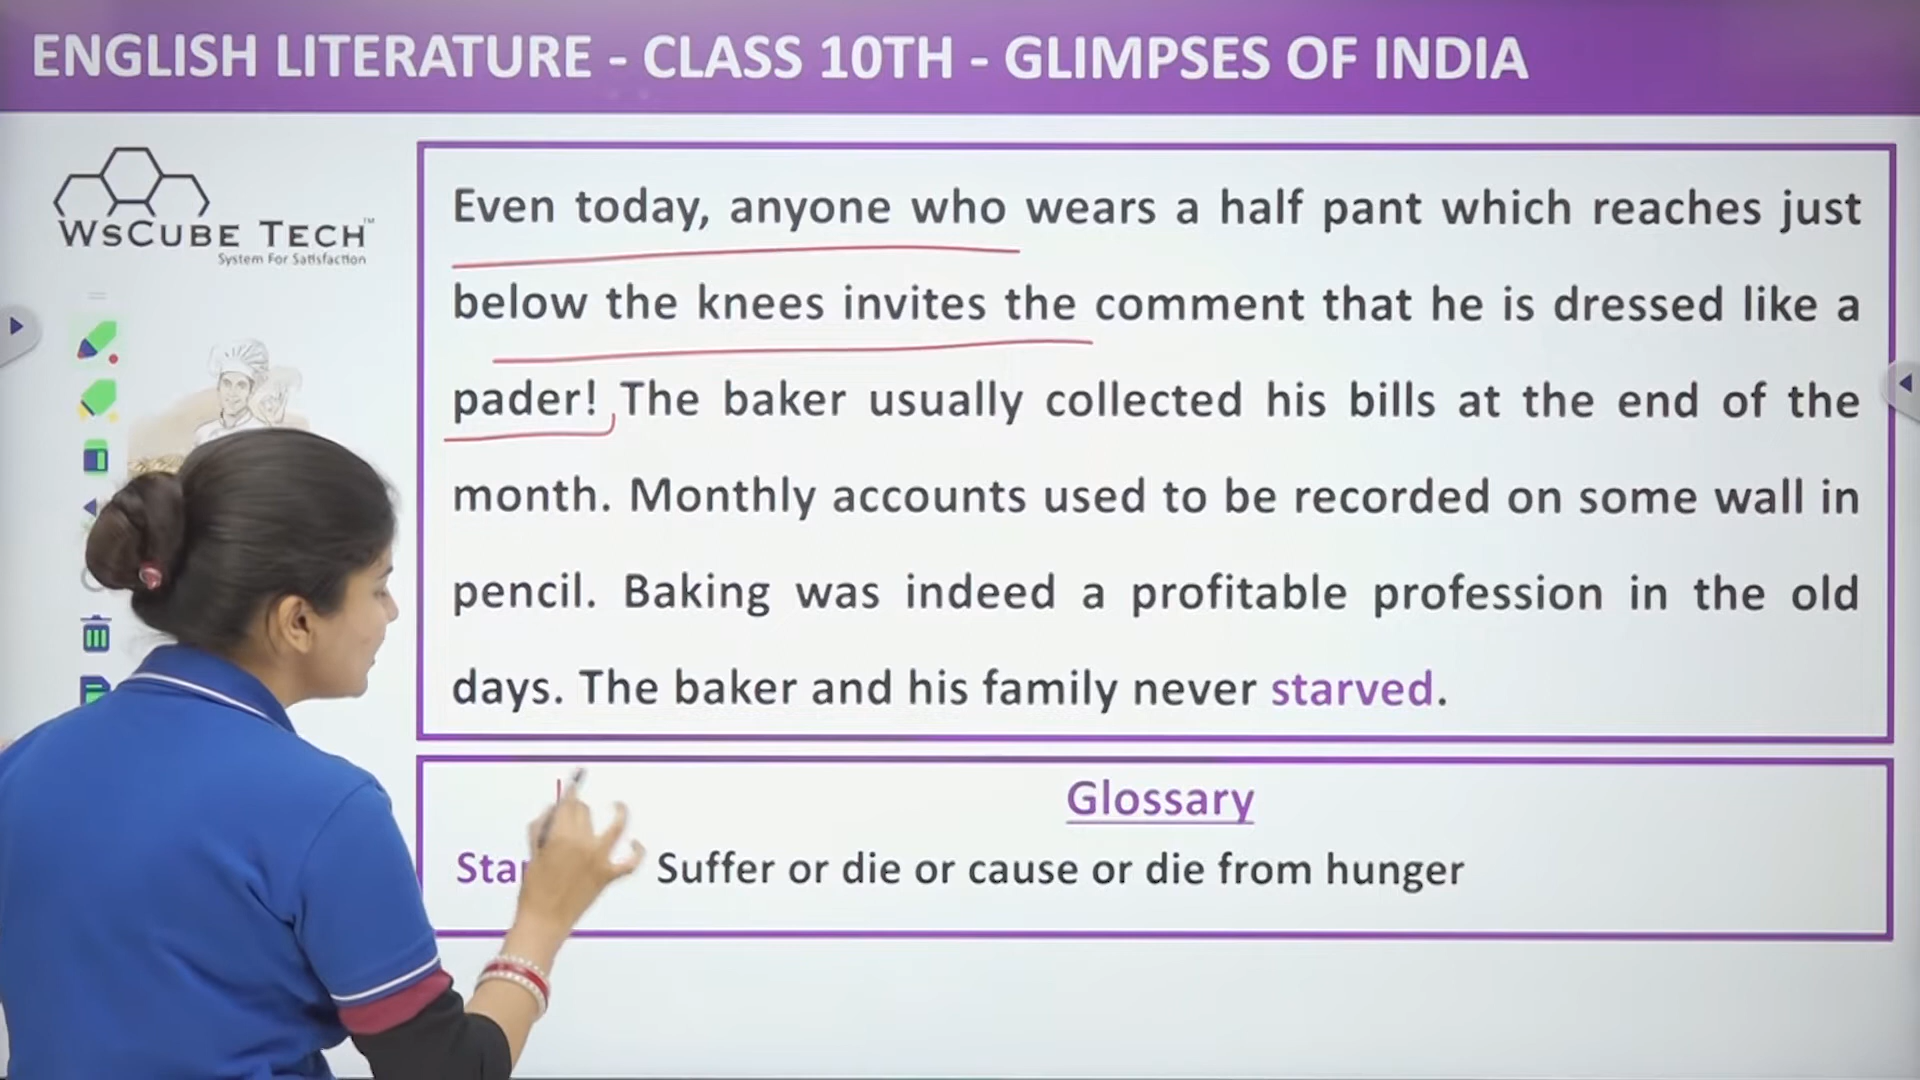 ENGLISH LITERATURE - CLASS 10TH - GLIMPSES OF INDIA
WSCUBE TECH™
System For Satisfaction
Even today, anyone who wears a half pant which reaches just
below the knees invites the comment that he is dressed like a
pader! The baker usually collected his bills at the end of the
month. Monthly accounts used to be recorded on some wall in
pencil. Baking was indeed a profitable profession in the old
days. The baker and his family never starved.
Glossary
Suffer or die or cause or die from hunger